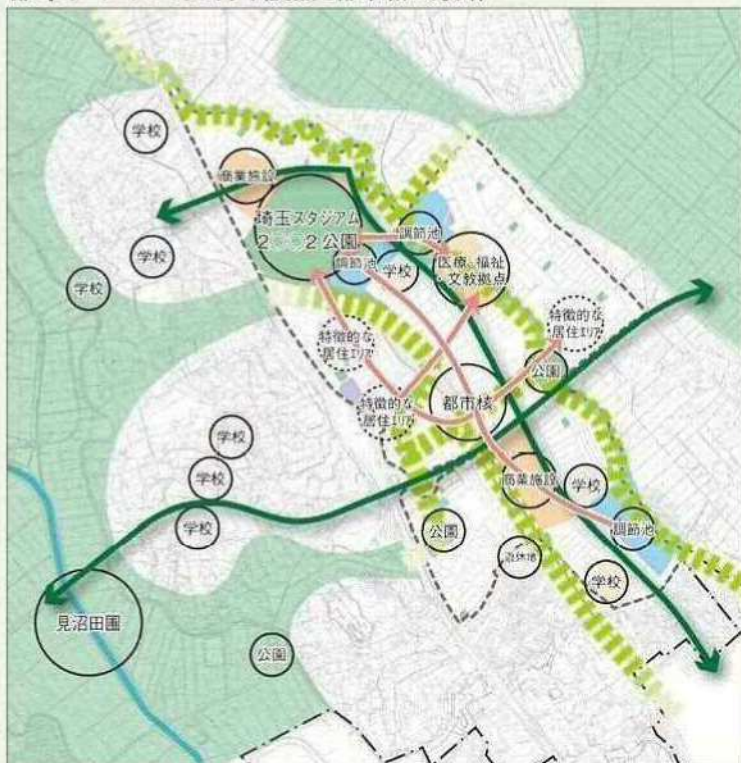 学校
商業施設
埼玉スタジアム
2○○2公園
調節池
学校
調節池
学校
医療、福祉
・文教拠点
学校
特徴的な
居住エリア
特徴的な
居住エリア
公園
特徴的な
居住エリア
都市核
学校
学校
商業施設
学校
学校
公園
調節池
遊休地
学校
見沼田圃
公園